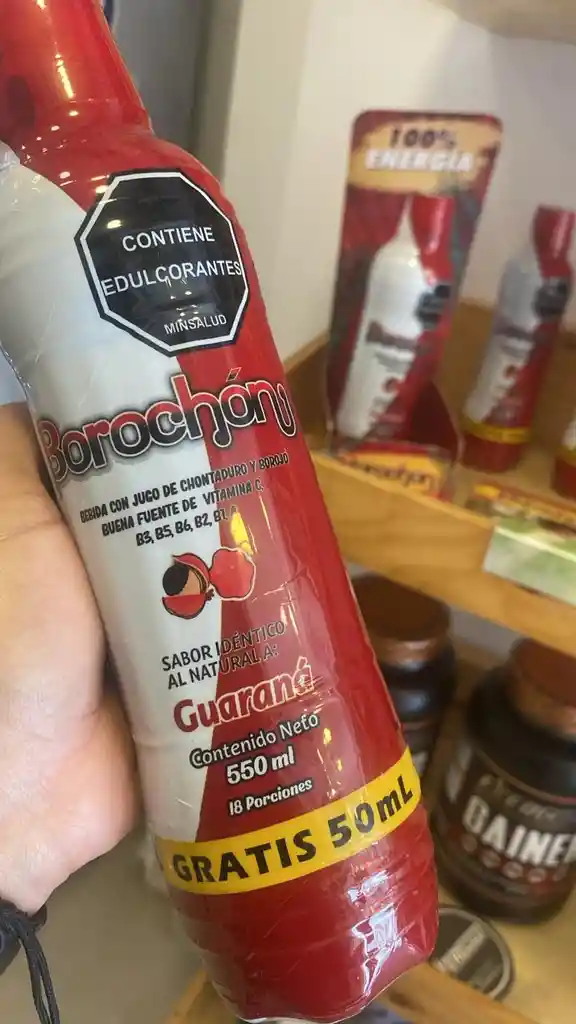 CONTIENE
EDULCORANTES
MINSALUD
Borochón
BEBIDA CON JUGO DE CHONTADURO Y BOROJÓ
BUENA FUENTE DE VITAMINA C,
B3, B5, B6, B2, B1, A
SABOR IDÉNTICO
AL NATURAL A:
Guaraná
Contenido Neto
550 ml
18 Porciones
GRATIS 50mL
100%
ENERGÍA
GAINER